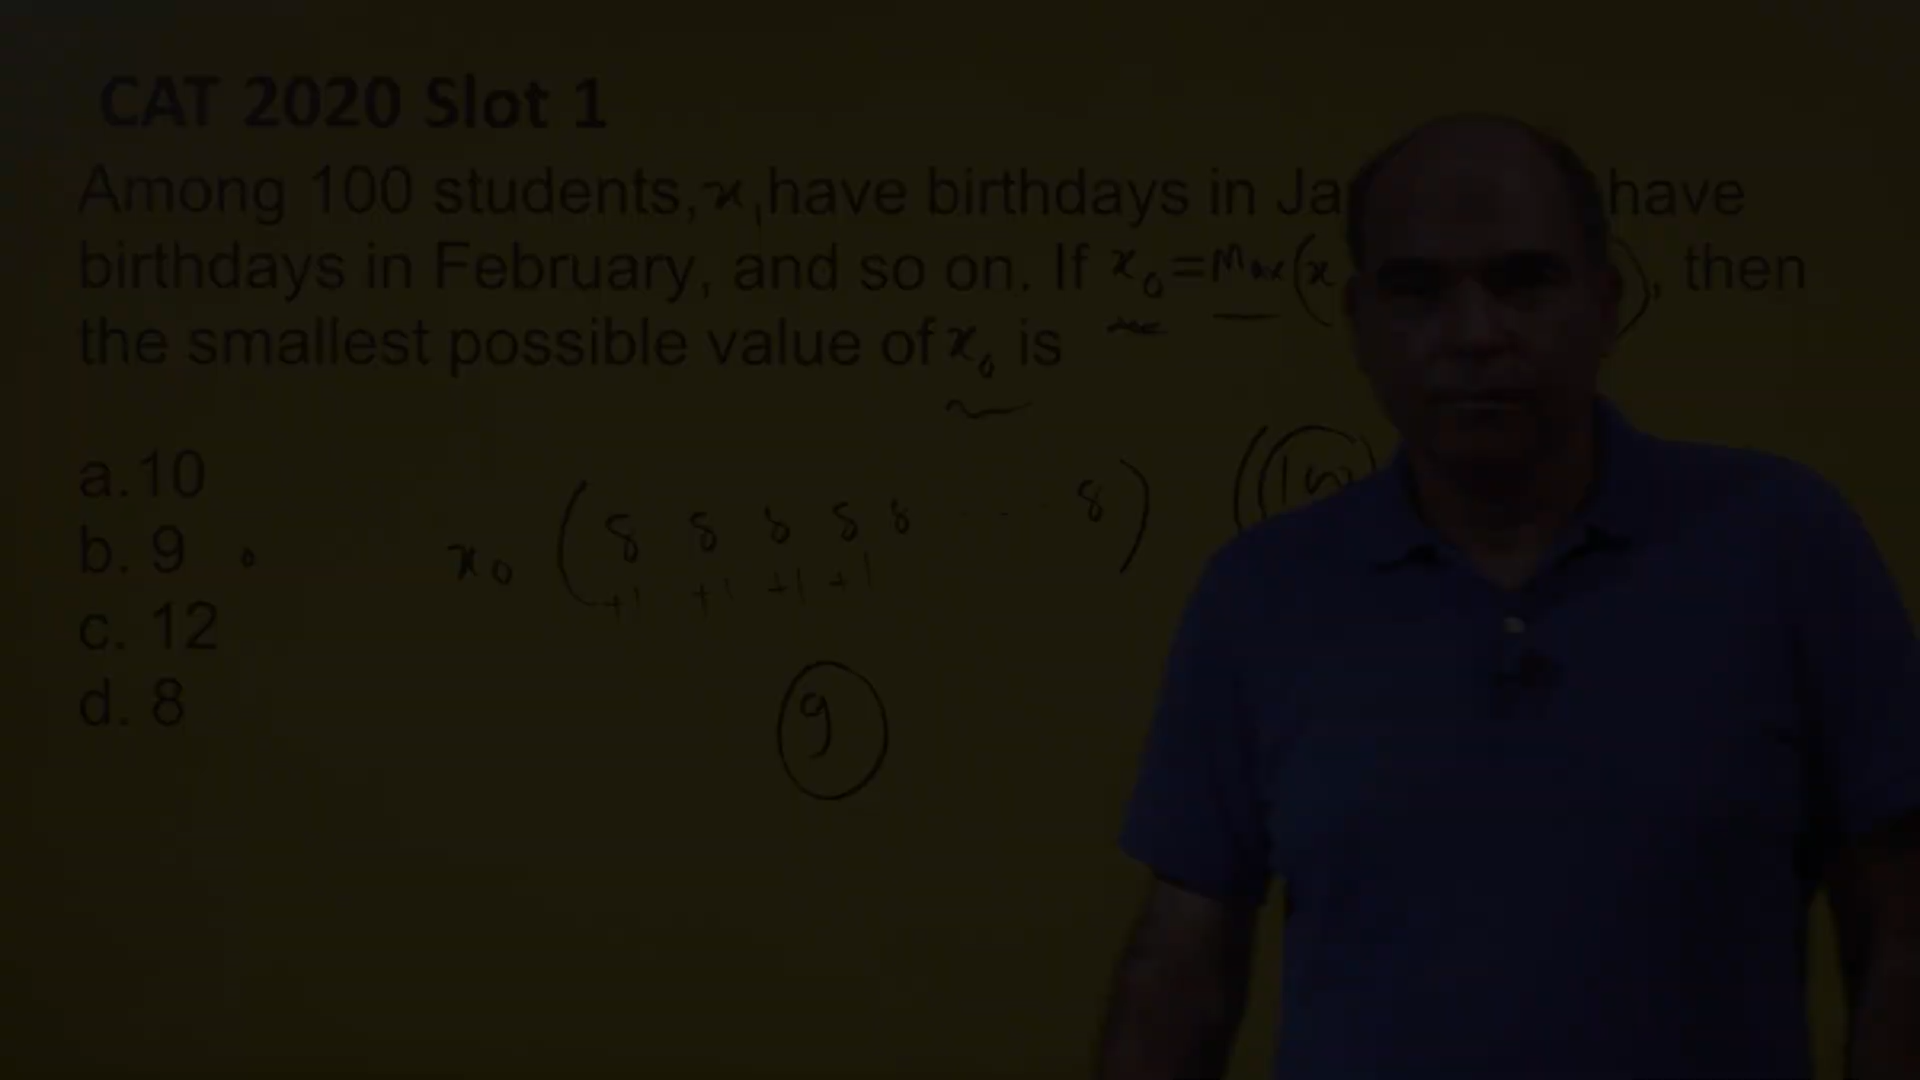 CAT 2020 Slot 1
Among 100 students, x₁ have birthdays in Ja have
birthdays in February, and so on. If x₀=Max(x ), then
the smallest possible value of x₀ is
a.10
b. 9
c. 12
d. 8
x₀ ( 8 8 8 8 8 ... 8 )
+1 +1 +1 +1
9